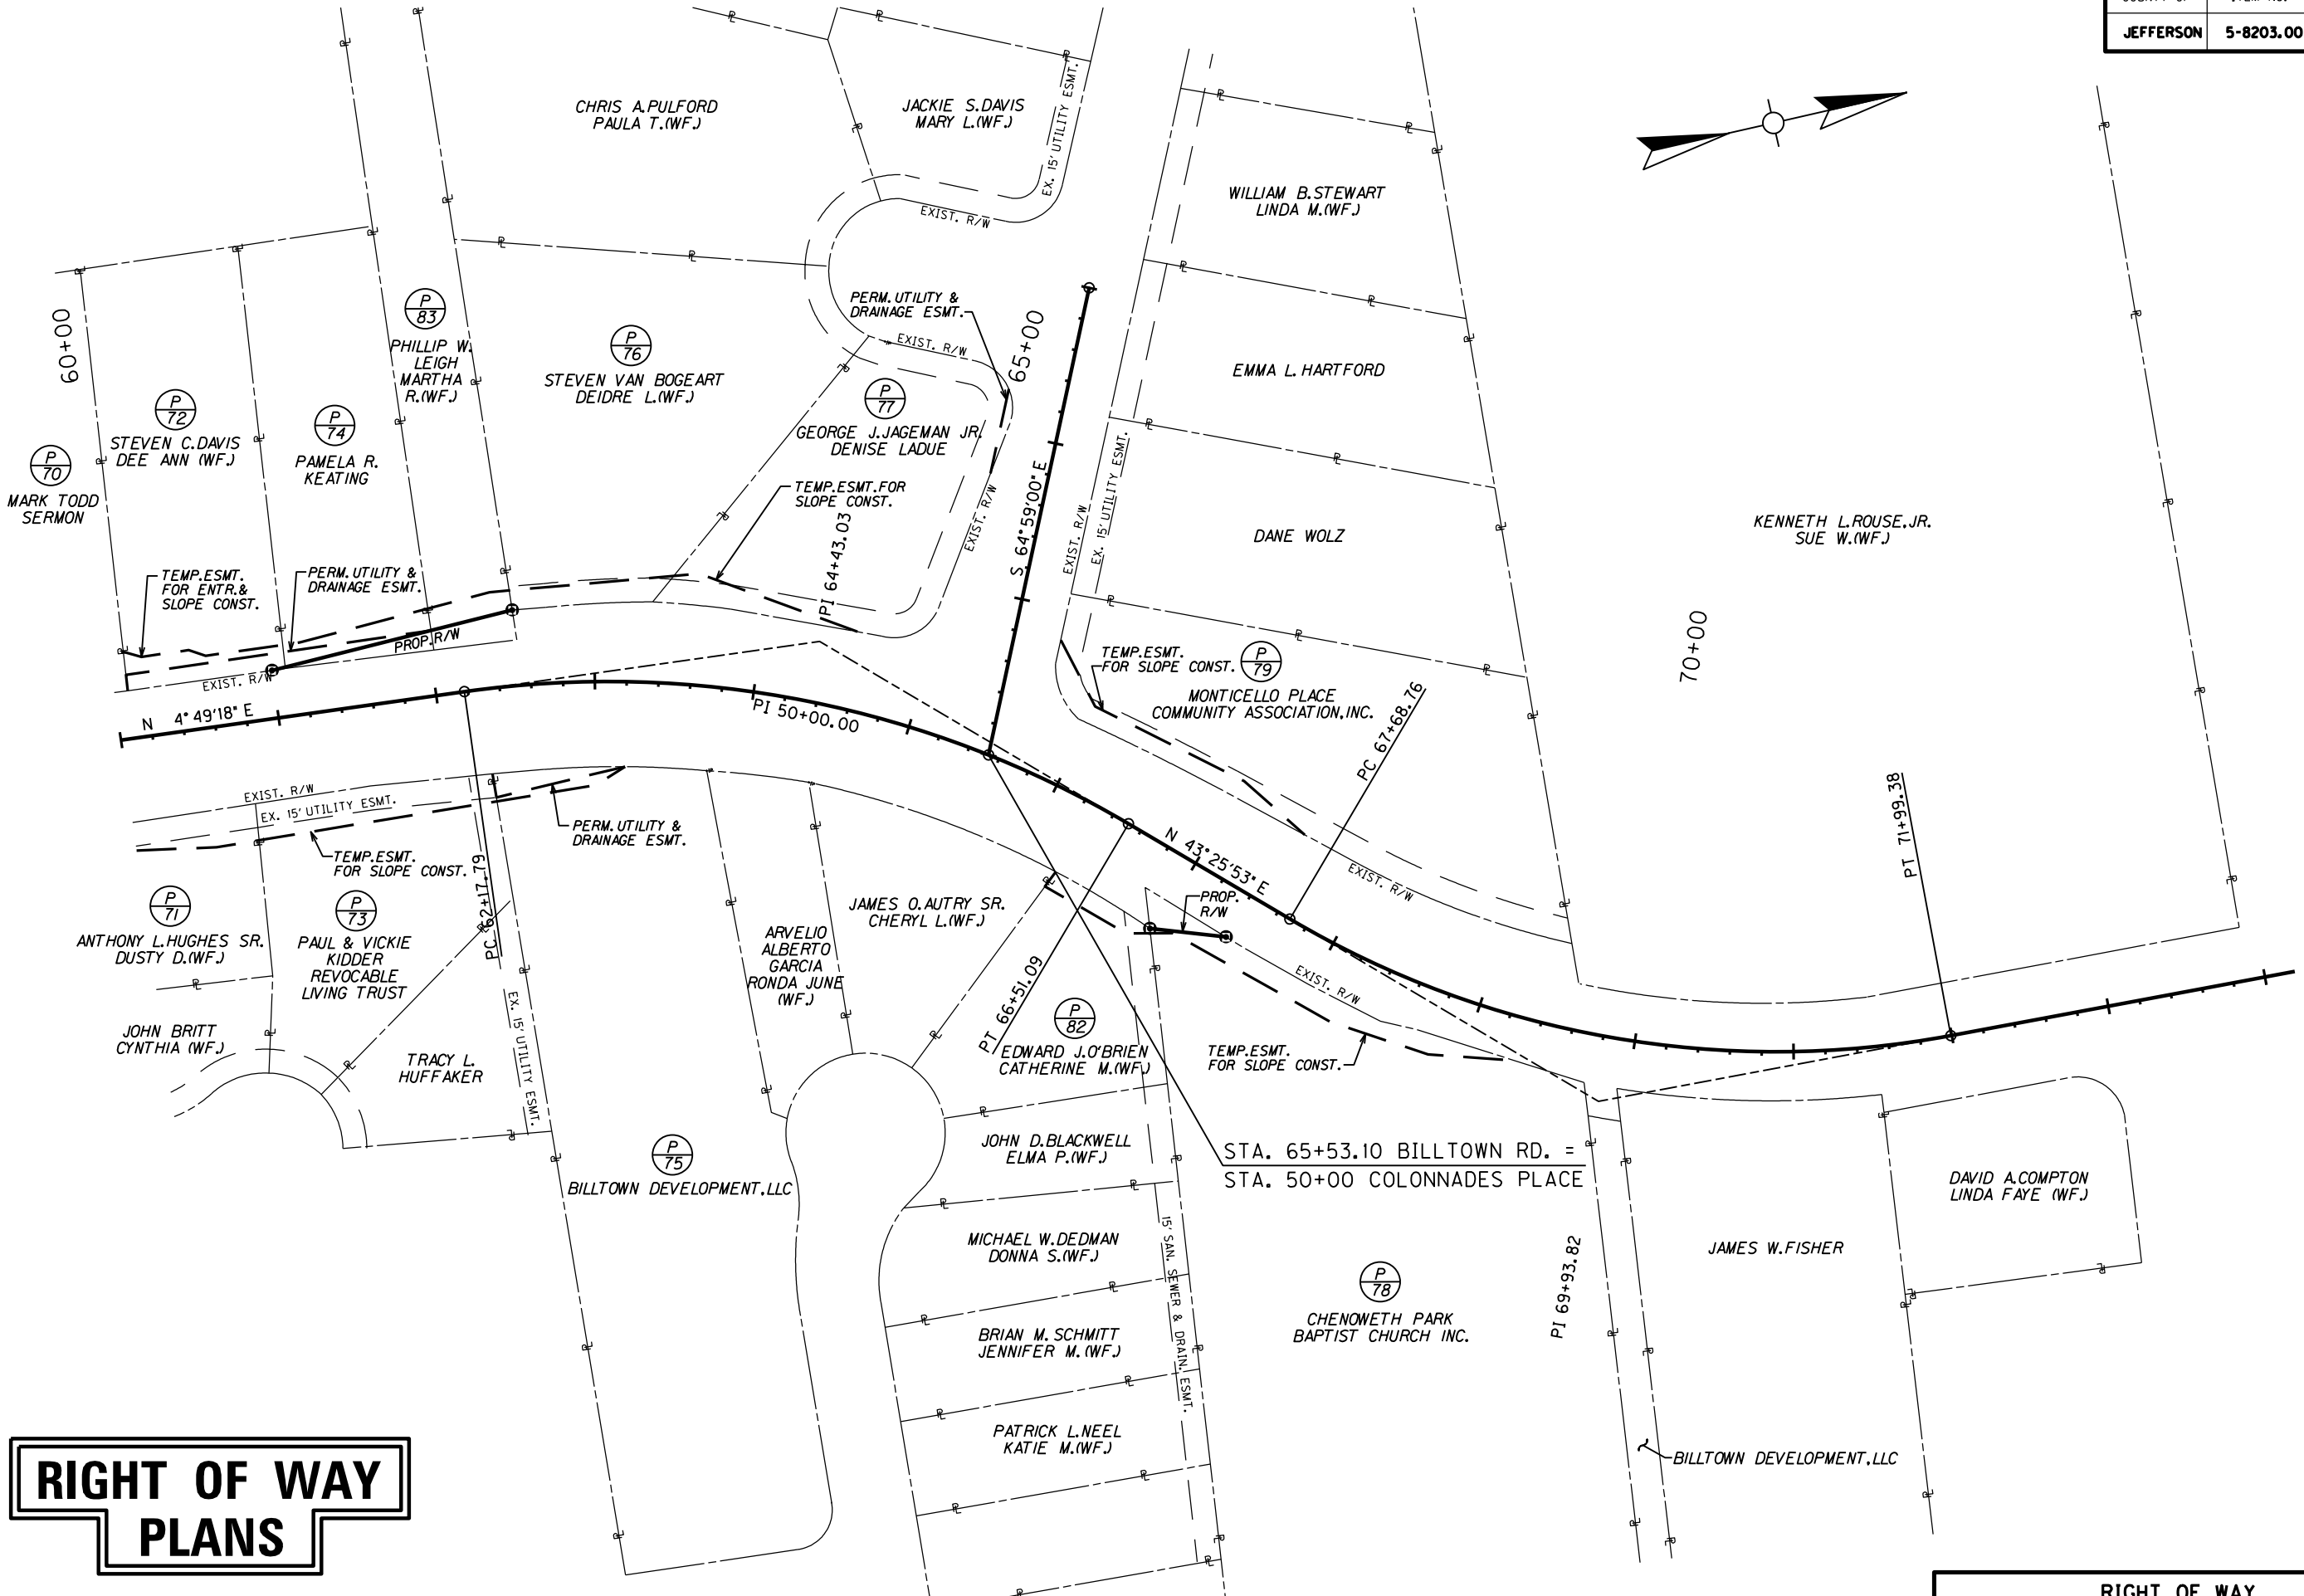 JEFFERSON 5-8203.00
CHRIS A. PULFORD
PAULA T. (WF.)
JACKIE S. DAVIS
MARY L. (WF.)
EX. 15' UTILITY ESMT.
EXIST. R/W
WILLIAM B. STEWART
LINDA M. (WF.)
60+00
P
83
PHILLIP W.
LEIGH
MARTHA
R. (WF.)
P
76
STEVEN VAN BOGEART
DEIDRE L. (WF.)
PERM. UTILITY &
DRAINAGE ESMT.
65+00
EXIST. R/W
EMMA L. HARTFORD
P
72
STEVEN C. DAVIS
DEE ANN (WF.)
P
74
PAMELA R.
KEATING
P
77
GEORGE J. JAGEMAN JR.
DENISE LADUE
P
70
MARK TODD
SERMON
TEMP. ESMT. FOR
SLOPE CONST.
PI 64+43.03
EXIST. R/W
S 64°59'00" E
EXIST. R/W
EX. 15' UTILITY ESMT.
DANE WOLZ
KENNETH L. ROUSE, JR.
SUE W. (WF.)
TEMP. ESMT.
FOR ENTR. &
SLOPE CONST.
PERM. UTILITY &
DRAINAGE ESMT.
PROP. R/W
EXIST. R/W
N 4°49'18" E
PI 50+00.00
TEMP. ESMT.
FOR SLOPE CONST.
P
79
MONTICELLO PLACE
COMMUNITY ASSOCIATION, INC.
70+00
PC 67+68.76
PT 71+99.38
EXIST. R/W
EX. 15' UTILITY ESMT.
TEMP. ESMT.
FOR SLOPE CONST.
PC 62+17.79
PERM. UTILITY &
DRAINAGE ESMT.
N 43°25'53" E
EXIST. R/W
PROP.
R/W
P
71
ANTHONY L. HUGHES SR.
DUSTY D. (WF.)
P
73
PAUL & VICKIE
KIDDER
REVOCABLE
LIVING TRUST
ARVELIO
ALBERTO
GARCIA
RONDA JUNE
(WF.)
JAMES O. AUTRY SR.
CHERYL L. (WF.)
PT 66+51.09
EXIST. R/W
P
82
EDWARD J. O'BRIEN
CATHERINE M. (WF.)
TEMP. ESMT.
FOR SLOPE CONST.
JOHN BRITT
CYNTHIA (WF.)
TRACY L.
HUFFAKER
EX. 15' UTILITY ESMT.
P
75
BILLTOWN DEVELOPMENT, LLC
JOHN D. BLACKWELL
ELMA P. (WF.)
STA. 65+53.10 BILLTOWN RD. =
STA. 50+00 COLONNADES PLACE
DAVID A. COMPTON
LINDA FAYE (WF.)
MICHAEL W. DEDMAN
DONNA S. (WF.)
15' SAN. SEWER & DRAIN. ESMT.
P
78
CHENOWETH PARK
BAPTIST CHURCH INC.
PI 69+93.82
JAMES W. FISHER
BRIAN M. SCHMITT
JENNIFER M. (WF.)
PATRICK L. NEEL
KATIE M. (WF.)
BILLTOWN DEVELOPMENT, LLC
RIGHT OF WAY
PLANS
RIGHT OF WAY